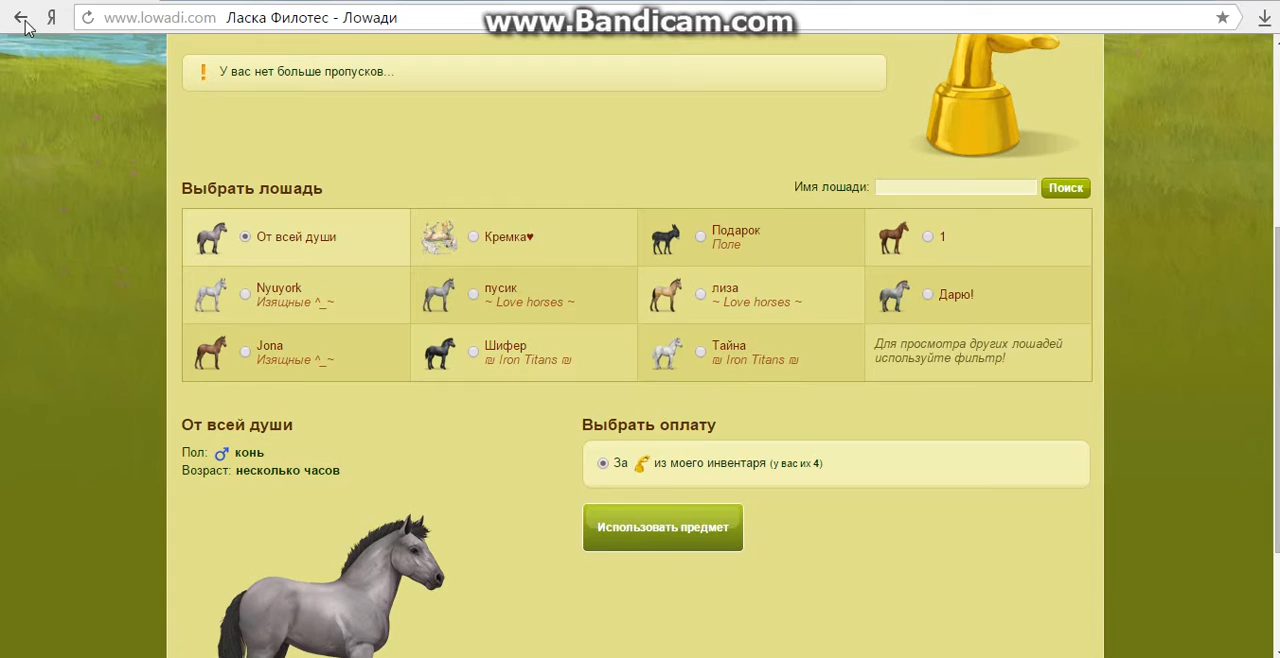 Я www.lowadi.com Ласка Филотес - Ловади
www.Bandicam.com
У вас нет больше пропусков...
Выбрать лошадь
Имя лошади: Поиск
От всей души
Кремка♥
Подарок
Поле
1
Nyuyork
Изящные ^_~
пусик
~ Love horses ~
лиза
~ Love horses ~
Дарю!
Jona
Изящные ^_~
Шифер
₪ Iron Titans ₪
Тайна
₪ Iron Titans ₪
Для просмотра других лошадей
используйте фильтр!
От всей души
Пол: ♂ конь
Возраст: несколько часов
Выбрать оплату
За из моего инвентаря (у вас их 4)
Использовать предмет